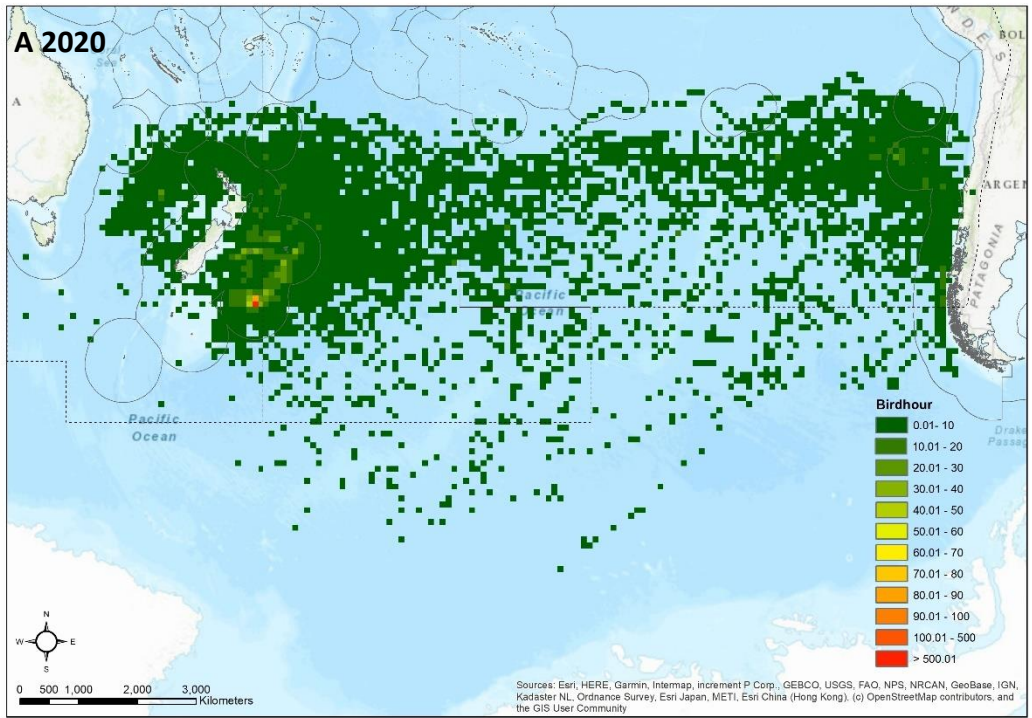 A 2020
Sea
A
NDES
BOL
ARGEN
PATAGONIA
Pacific
Ocean
Pacific
Ocean
Drake
Passag
Birdhour
0.01- 10
10.01 - 20
20.01 - 30
30.01 - 40
40.01 - 50
50.01 - 60
60.01 - 70
70.01 - 80
80.01 - 90
90.01 - 100
100.01 - 500
> 500.01
N
W E
S
0 500 1,000 2,000 3,000
Kilometers
Sources: Esri, HERE, Garmin, Intermap, increment P Corp., GEBCO, USGS, FAO, NPS, NRCAN, GeoBase, IGN,
Kadaster NL, Ordnance Survey, Esri Japan, METI, Esri China (Hong Kong), (c) OpenStreetMap contributors, and
the GIS User Community